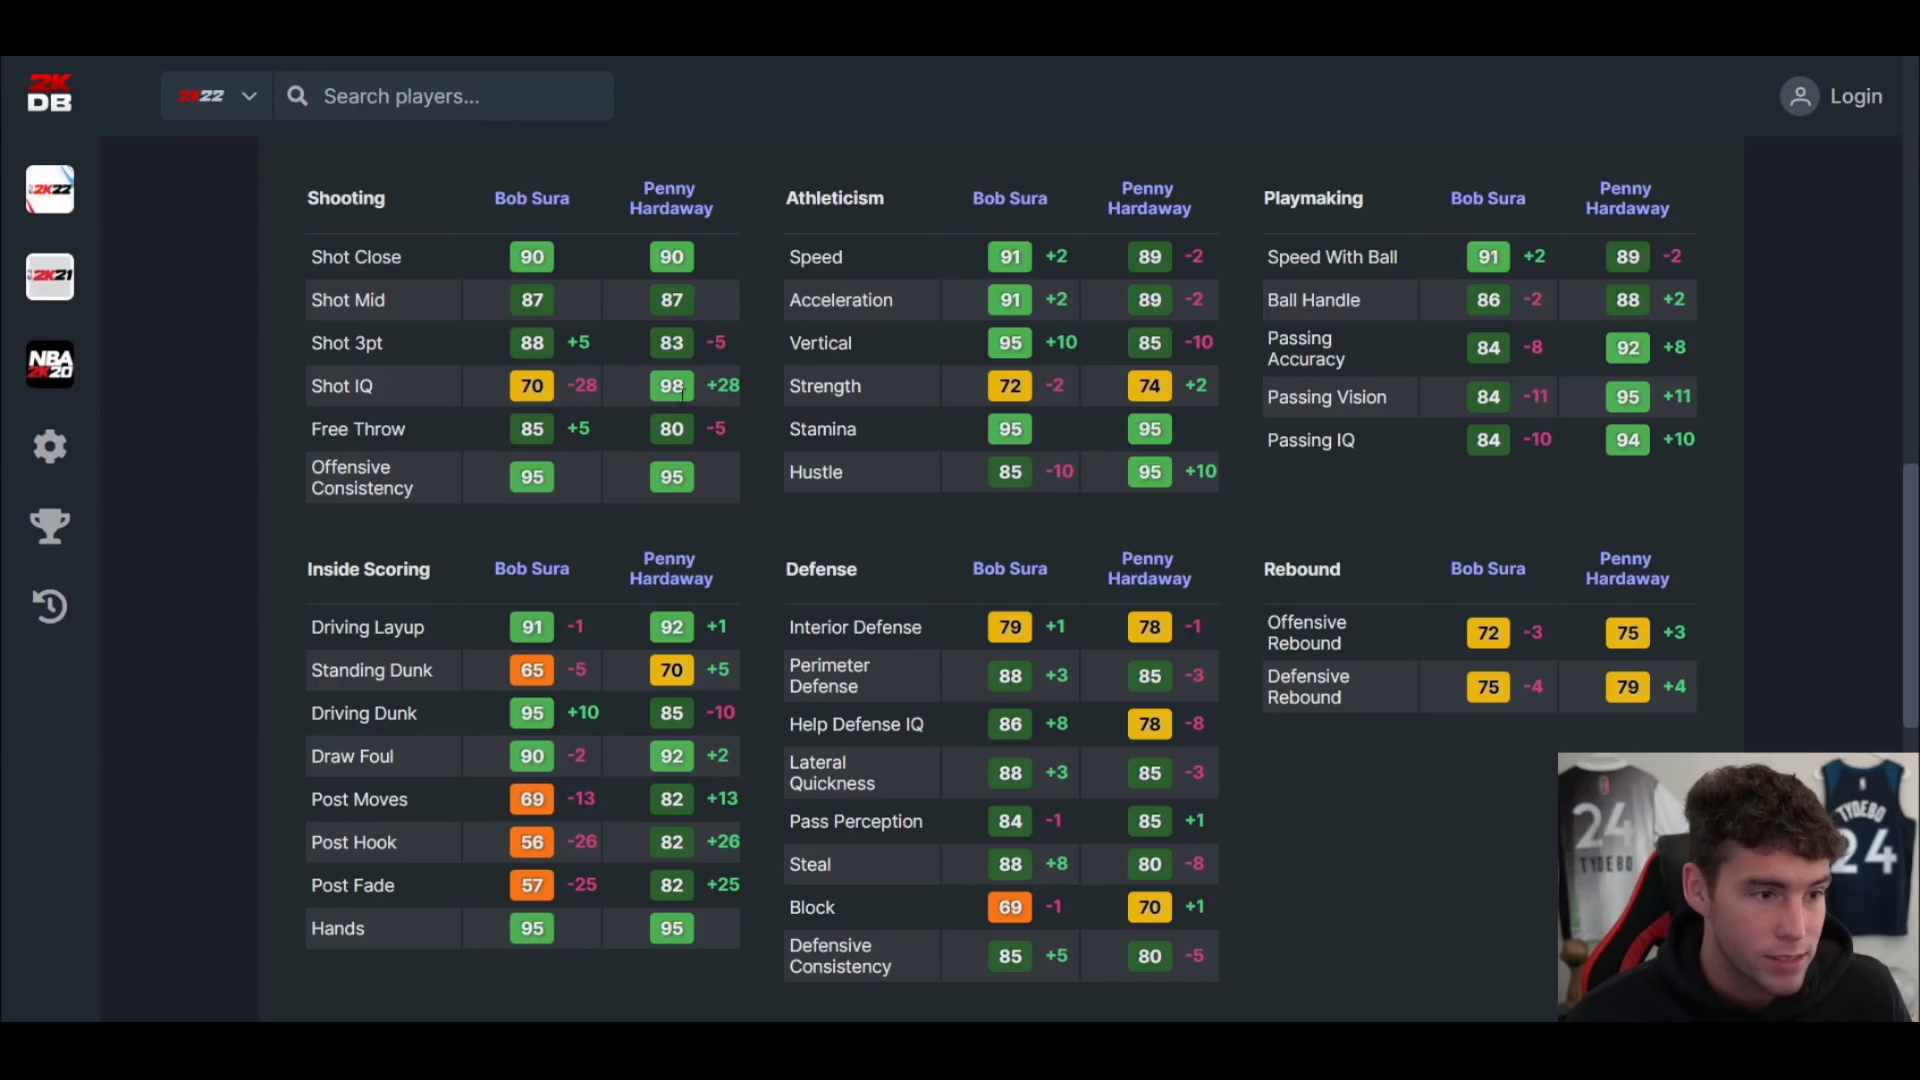 2K
DB
2K22
Search players...
Login
2K22
2K21
NBA
2K20
Shooting Bob Sura Penny Hardaway
Shot Close 90 90
Shot Mid 87 87
Shot 3pt 88 +5 83 -5
Shot IQ 70 -28 98 +28
Free Throw 85 +5 80 -5
Offensive Consistency 95 95
Athleticism Bob Sura Penny Hardaway
Speed 91 +2 89 -2
Acceleration 91 +2 89 -2
Vertical 95 +10 85 -10
Strength 72 -2 74 +2
Stamina 95 95
Hustle 85 -10 95 +10
Playmaking Bob Sura Penny Hardaway
Speed With Ball 91 +2 89 -2
Ball Handle 86 -2 88 +2
Passing Accuracy 84 -8 92 +8
Passing Vision 84 -11 95 +11
Passing IQ 84 -10 94 +10
Inside Scoring Bob Sura Penny Hardaway
Driving Layup 91 -1 92 +1
Standing Dunk 65 -5 70 +5
Driving Dunk 95 +10 85 -10
Draw Foul 90 -2 92 +2
Post Moves 69 -13 82 +13
Post Hook 56 -26 82 +26
Post Fade 57 -25 82 +25
Hands 95 95
Defense Bob Sura Penny Hardaway
Interior Defense 79 +1 78 -1
Perimeter Defense 88 +3 85 -3
Help Defense IQ 86 +8 78 -8
Lateral Quickness 88 +3 85 -3
Pass Perception 84 -1 85 +1
Steal 88 +8 80 -8
Block 69 -1 70 +1
Defensive Consistency 85 +5 80 -5
Rebound Bob Sura Penny Hardaway
Offensive Rebound 72 -3 75 +3
Defensive Rebound 75 -4 79 +4
24
TYDEBO
TYDEBO
24